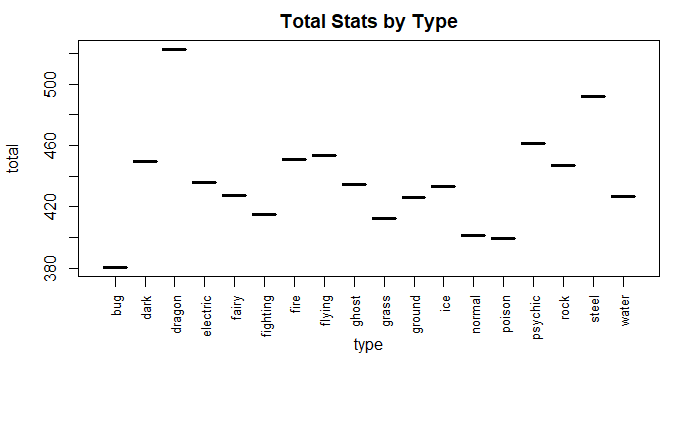 Total Stats by Type
total
500
460
420
380
bug
dark
dragon
electric
fairy
fighting
fire
flying
ghost
grass
ground
ice
normal
poison
psychic
rock
steel
water
type